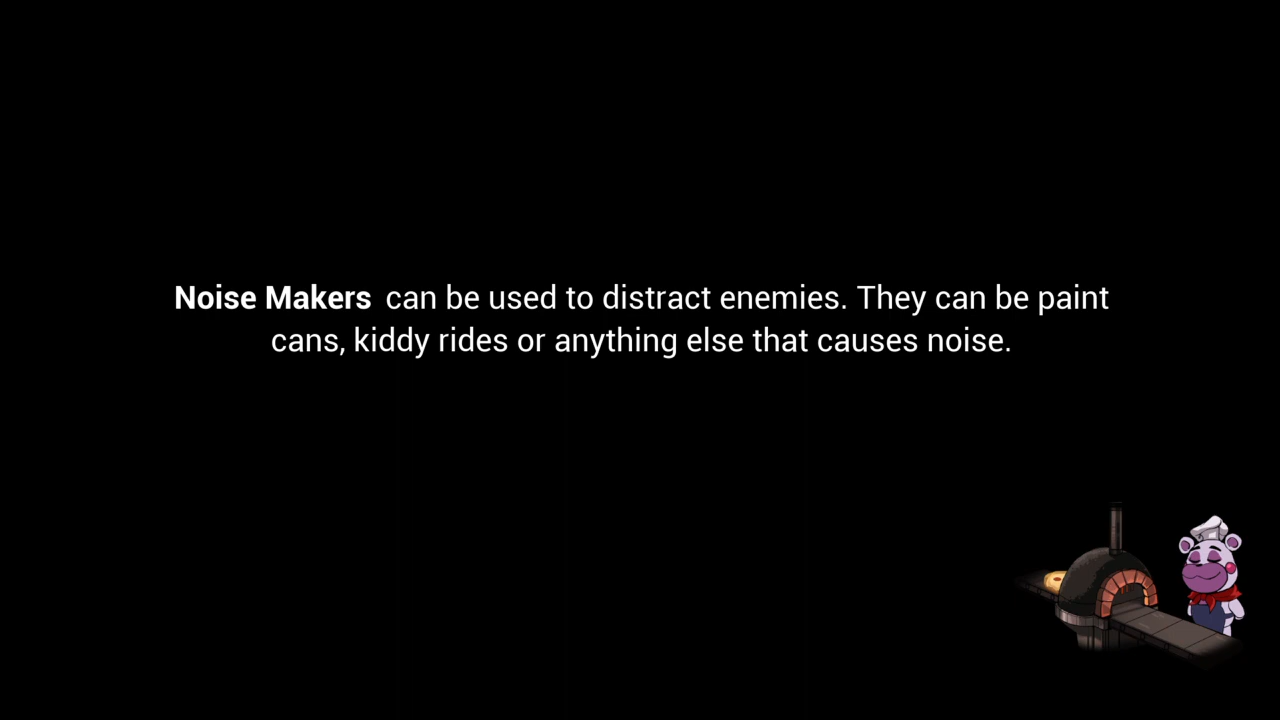 Noise Makers can be used to distract enemies. They can be paint
cans, kiddy rides or anything else that causes noise.